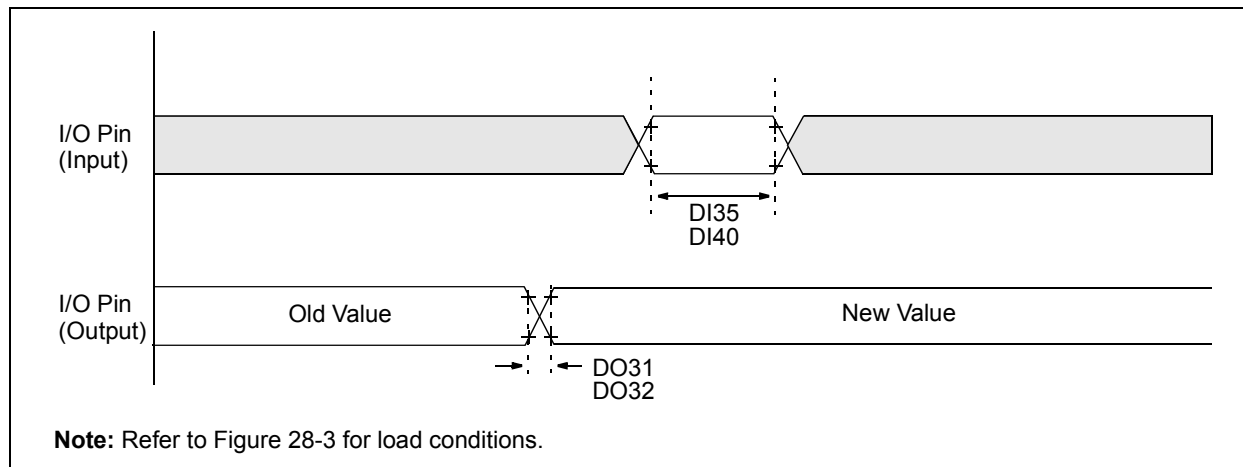 I/O Pin
(Input)
DI35
DI40
I/O Pin
(Output)
Old Value
New Value
DO31
DO32
Note: Refer to Figure 28-3 for load conditions.